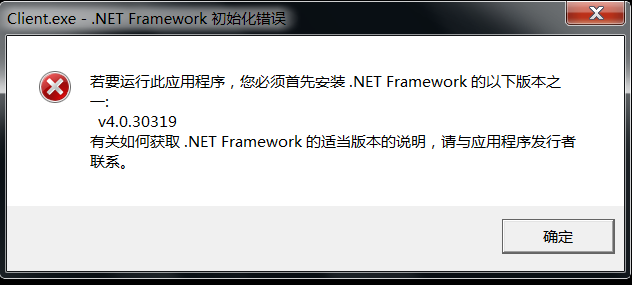 Client.exe - .NET Framework 初始化错误
若要运行此应用程序，您必须首先安装 .NET Framework 的以下版本之
一:
v4.0.30319
有关如何获取 .NET Framework 的适当版本的说明，请与应用程序发行者
联系。
确定